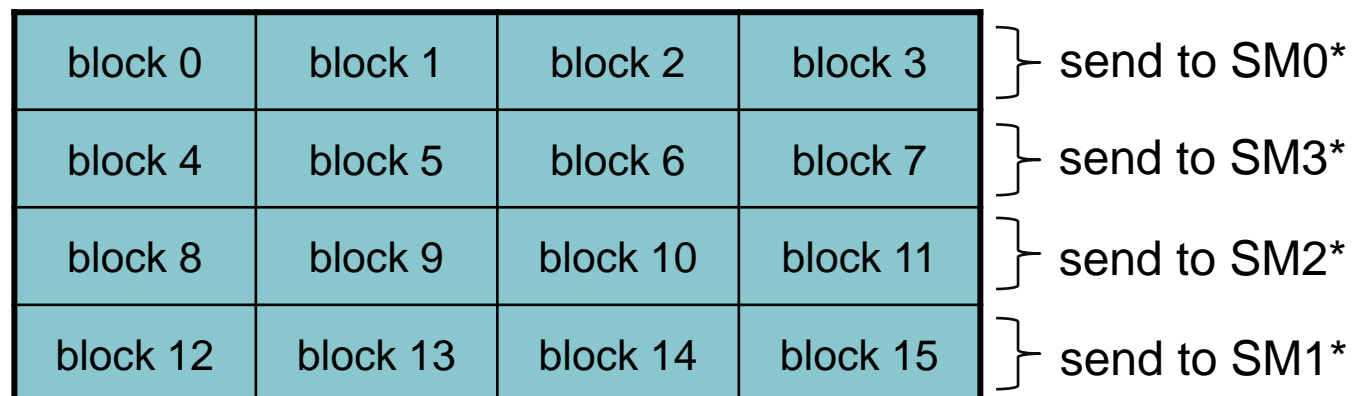 block 0 block 1 block 2 block 3 send to SM0*
block 4 block 5 block 6 block 7 send to SM3*
block 8 block 9 block 10 block 11 send to SM2*
block 12 block 13 block 14 block 15 send to SM1*